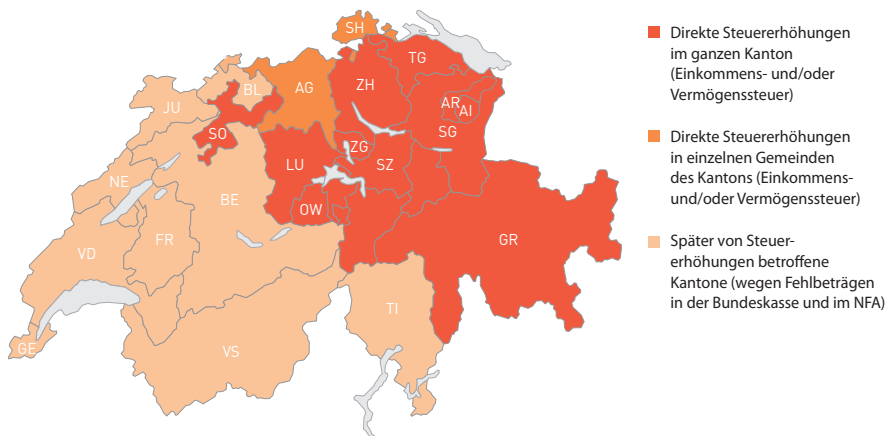 SH
TG
BL
AG
ZH
JU
AR
AI
SO
SG
ZG
LU
SZ
NE
BE
OW
FR
GR
VD
TI
GE
VS
Direkte Steuererhöhungen
im ganzen Kanton
(Einkommens- und/oder
Vermögenssteuer)
Direkte Steuererhöhungen
in einzelnen Gemeinden
des Kantons (Einkommens-
und/oder Vermögenssteuer)
Später von Steuer-
erhöhungen betroffene
Kantone (wegen Fehlbeträgen
in der Bundeskasse und im NFA)